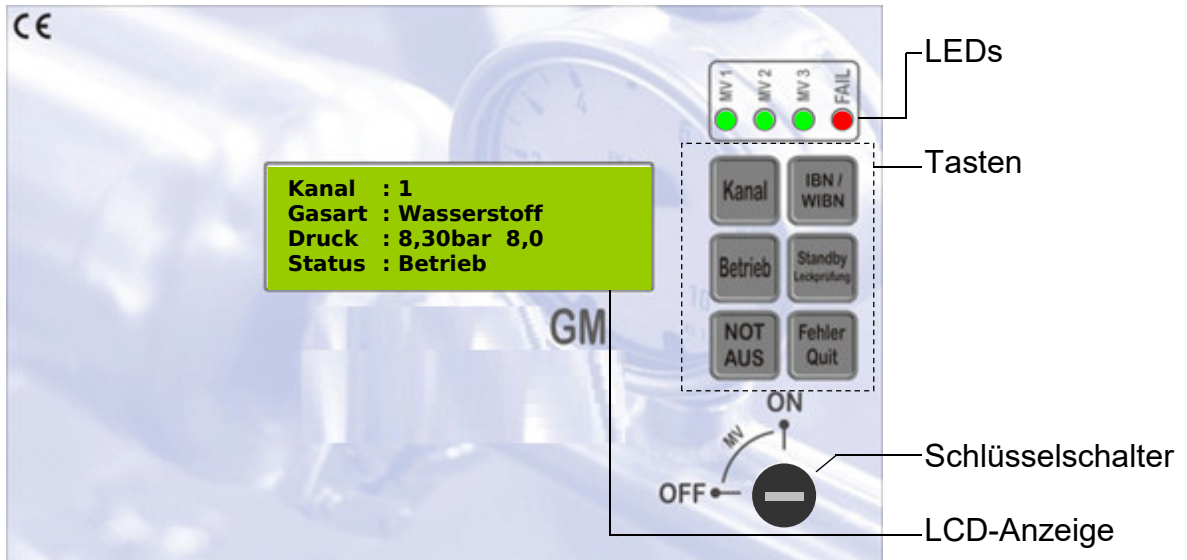 CE
LEDs
MV 1 MV 2 MV 3 FAIL
Tasten
Kanal
IBN /
WIBN
Kanal : 1
Gasart : Wasserstoff
Druck : 8,30bar 8,0
Status : Betrieb
Betrieb
Standby
Leckprüfung
GM
NOT
AUS
Fehler
Quit
ON
MV
OFF
Schlüsselschalter
LCD-Anzeige